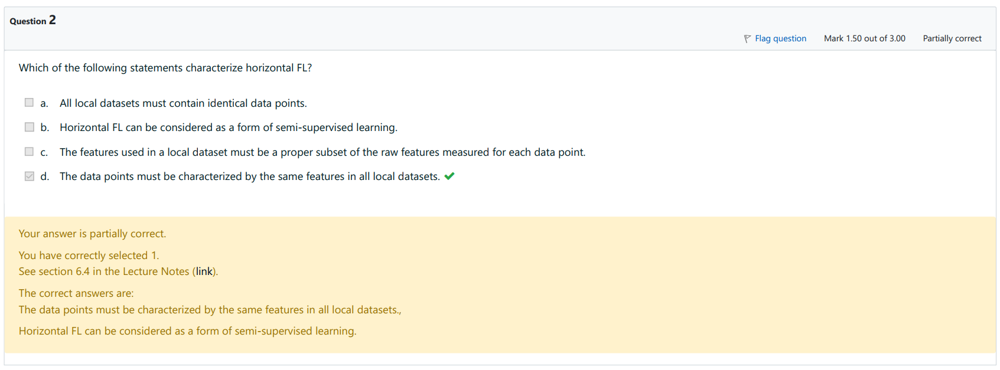 Question 2
Flag question Mark 1.50 out of 3.00 Partially correct
Which of the following statements characterize horizontal FL?
a. All local datasets must contain identical data points.
b. Horizontal FL can be considered as a form of semi-supervised learning.
c. The features used in a local dataset must be a proper subset of the raw features measured for each data point.
d. The data points must be characterized by the same features in all local datasets.
Your answer is partially correct.
You have correctly selected 1.
See section 6.4 in the Lecture Notes (link).
The correct answers are:
The data points must be characterized by the same features in all local datasets.,
Horizontal FL can be considered as a form of semi-supervised learning.